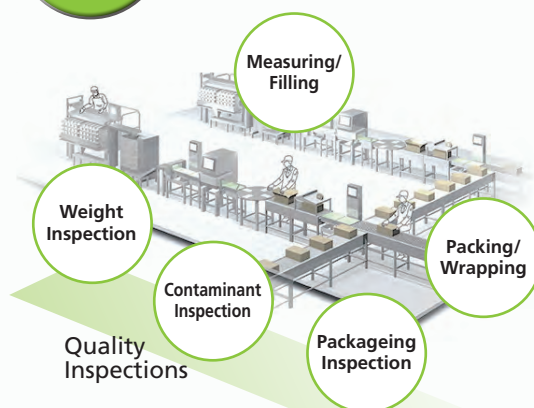 Measuring/
Filling
Weight
Inspection
Packing/
Wrapping
Contaminant
Inspection
Packageing
Inspection
Quality
Inspections